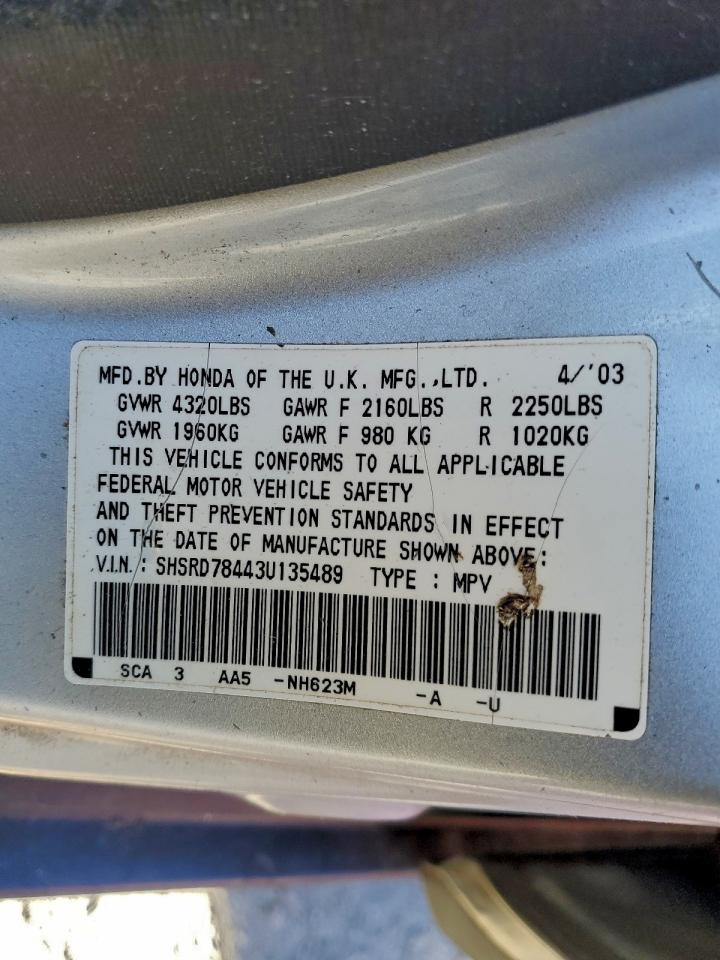 MFD.BY HONDA OF THE U.K. MFG.,LTD. 4/'03
GVWR 4320LBS GAWR F 2160LBS R 2250LBS
GVWR 1960KG GAWR F 980 KG R 1020KG
THIS VEHICLE CONFORMS TO ALL APPLICABLE
FEDERAL MOTOR VEHICLE SAFETY
AND THEFT PREVENTION STANDARDS IN EFFECT
ON THE DATE OF MANUFACTURE SHOWN ABOVE:
V.I.N.: SHSRD78443U135489 TYPE : MPV
SCA 3 AA5 -NH623M -A -U